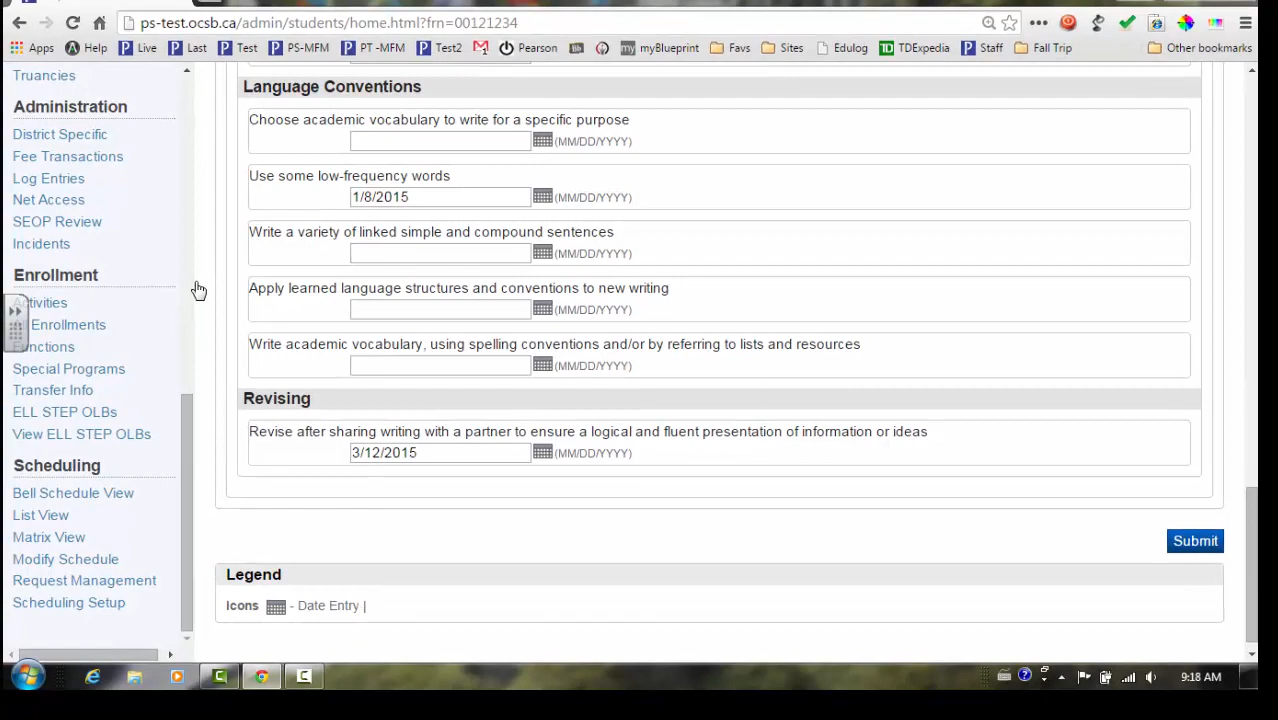 ps-test.ocsb.ca/admin/students/home.html?frn=00121234
Apps Help Live Last Test PS-MFM PT -MFM Test2 Pearson myBlueprint Favs Sites Edulog TD TDExpedia Staff Fall Trip Other bookmarks
Truancies
Administration
District Specific
Fee Transactions
Log Entries
Net Access
SEOP Review
Incidents
Enrollment
Enrollments
Functions
Special Programs
Transfer Info
ELL STEP OLBs
View ELL STEP OLBs
Scheduling
Bell Schedule View
List View
Matrix View
Modify Schedule
Request Management
Scheduling Setup
Language Conventions
Choose academic vocabulary to write for a specific purpose
(MM/DD/YYYY)
Use some low-frequency words
1/8/2015 (MM/DD/YYYY)
Write a variety of linked simple and compound sentences
(MM/DD/YYYY)
Apply learned language structures and conventions to new writing
(MM/DD/YYYY)
Write academic vocabulary, using spelling conventions and/or by referring to lists and resources
(MM/DD/YYYY)
Revising
Revise after sharing writing with a partner to ensure a logical and fluent presentation of information or ideas
3/12/2015 (MM/DD/YYYY)
Submit
Legend
Icons - Date Entry |
9:18 AM